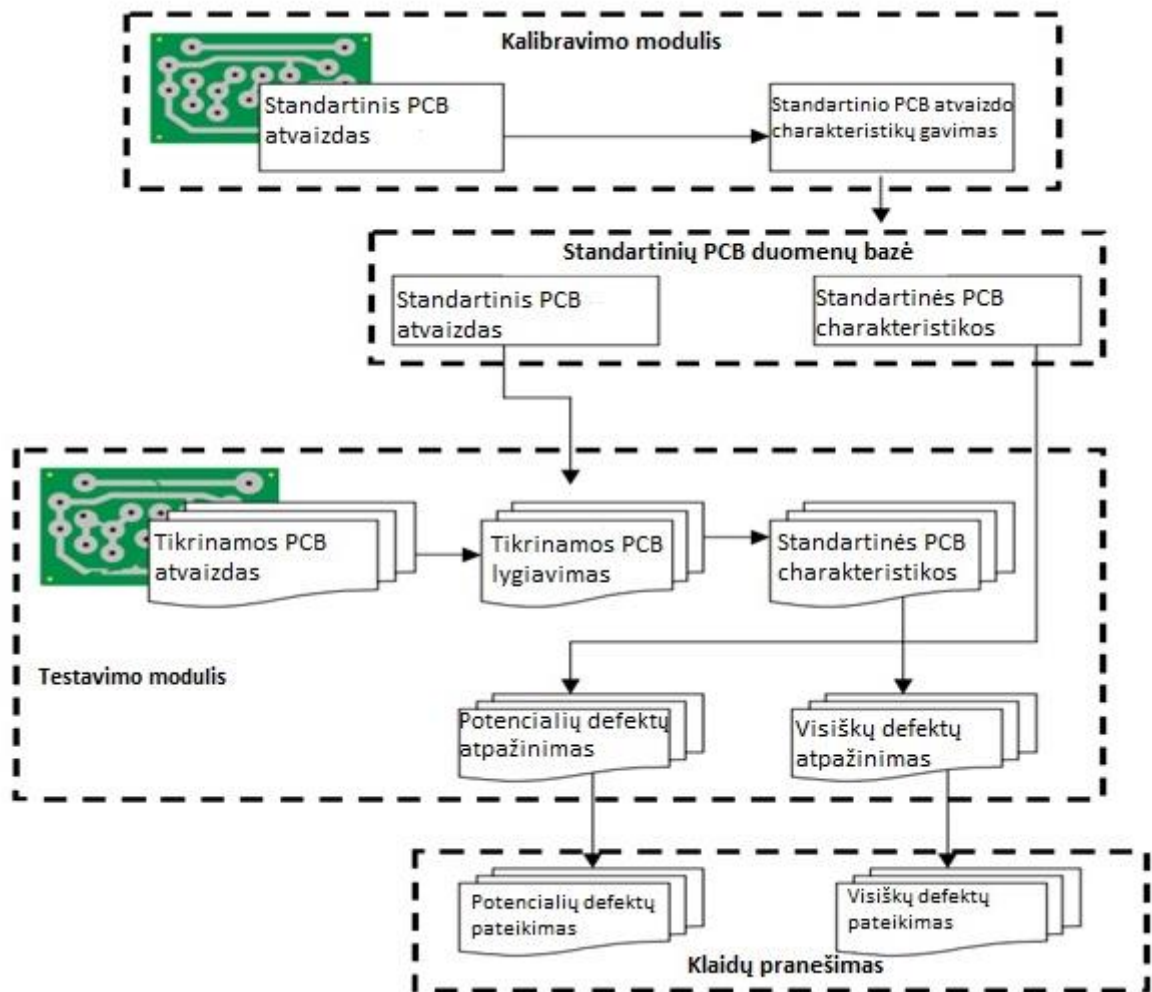 Kalibravimo modulis
Standartinis PCB
atvaizdas
Standartinio PCB atvaizdo
charakteristikų gavimas
Standartinių PCB duomenų bazė
Standartinis PCB
atvaizdas
Standartinės PCB
charakteristikos
Tikrinamos PCB
atvaizdas
Tikrinamos PCB
lygiavimas
Standartinės PCB
charakteristikos
Testavimo modulis
Potencialių defektų
atpažinimas
Visiškų defektų
atpažinimas
Potencialių defektų
pateikimas
Visiškų defektų
pateikimas
Klaidų pranešimas